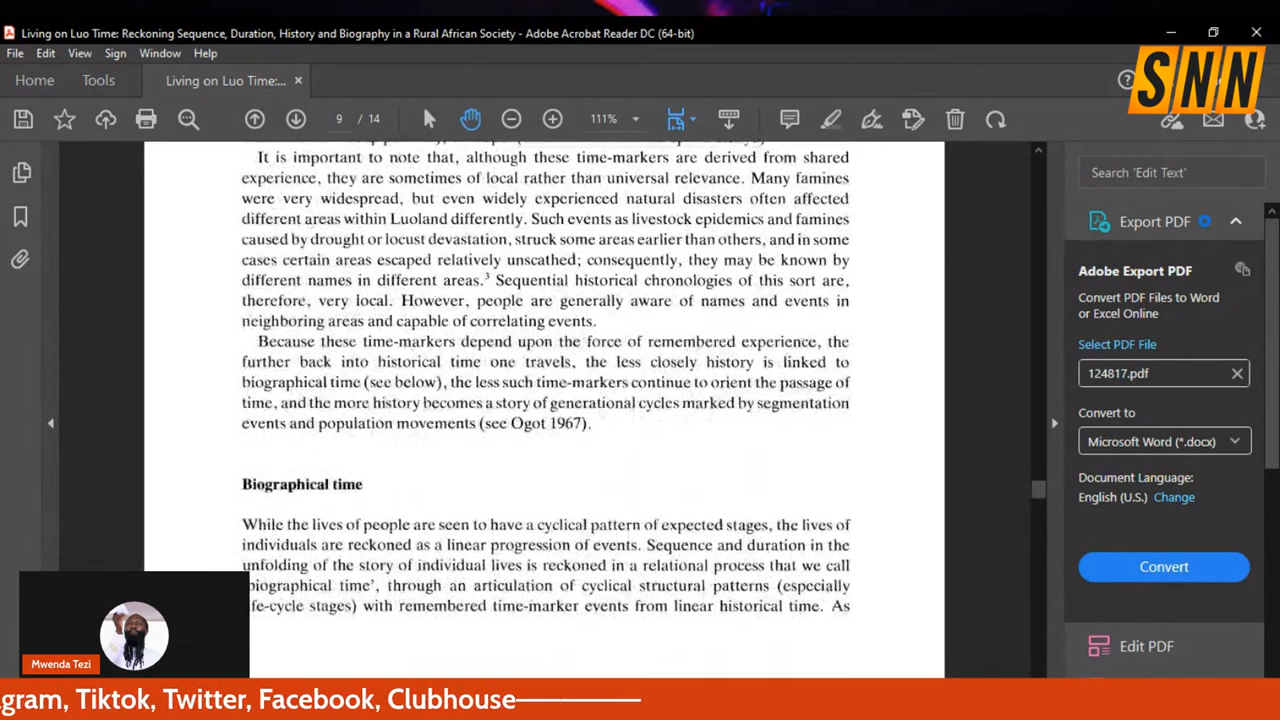 Living on Luo Time: Reckoning Sequence, Duration, History and Biography in a Rural African Society - Adobe Acrobat Reader DC (64-bit)
File Edit View Sign Window Help
Home Tools Living on Luo Time:... ×
SNN
9 / 14 111%
It is important to note that, although these time-markers are derived from shared
experience, they are sometimes of local rather than universal relevance. Many famines
were very widespread, but even widely experienced natural disasters often affected
different areas within Luoland differently. Such events as livestock epidemics and famines
caused by drought or locust devastation, struck some areas earlier than others, and in some
cases certain areas escaped relatively unscathed; consequently, they may be known by
different names in different areas.³ Sequential historical chronologies of this sort are,
therefore, very local. However, people are generally aware of names and events in
neighboring areas and capable of correlating events.
Because these time-markers depend upon the force of remembered experience, the
further back into historical time one travels, the less closely history is linked to
biographical time (see below), the less such time-markers continue to orient the passage of
time, and the more history becomes a story of generational cycles marked by segmentation
events and population movements (see Ogot 1967).
Biographical time
While the lives of people are seen to have a cyclical pattern of expected stages, the lives of
individuals are reckoned as a linear progression of events. Sequence and duration in the
unfolding of the story of individual lives is reckoned in a relational process that we call
biographical time', through an articulation of cyclical structural patterns (especially
ife-cycle stages) with remembered time-marker events from linear historical time. As
Search 'Edit Text'
Export PDF
Adobe Export PDF
Convert PDF Files to Word
or Excel Online
Select PDF File
124817.pdf
Convert to
Microsoft Word (*.docx)
Document Language:
English (U.S.) Change
Convert
Edit PDF
Mwenda Tezi
agram, Tiktok, Twitter, Facebook, Clubhouse